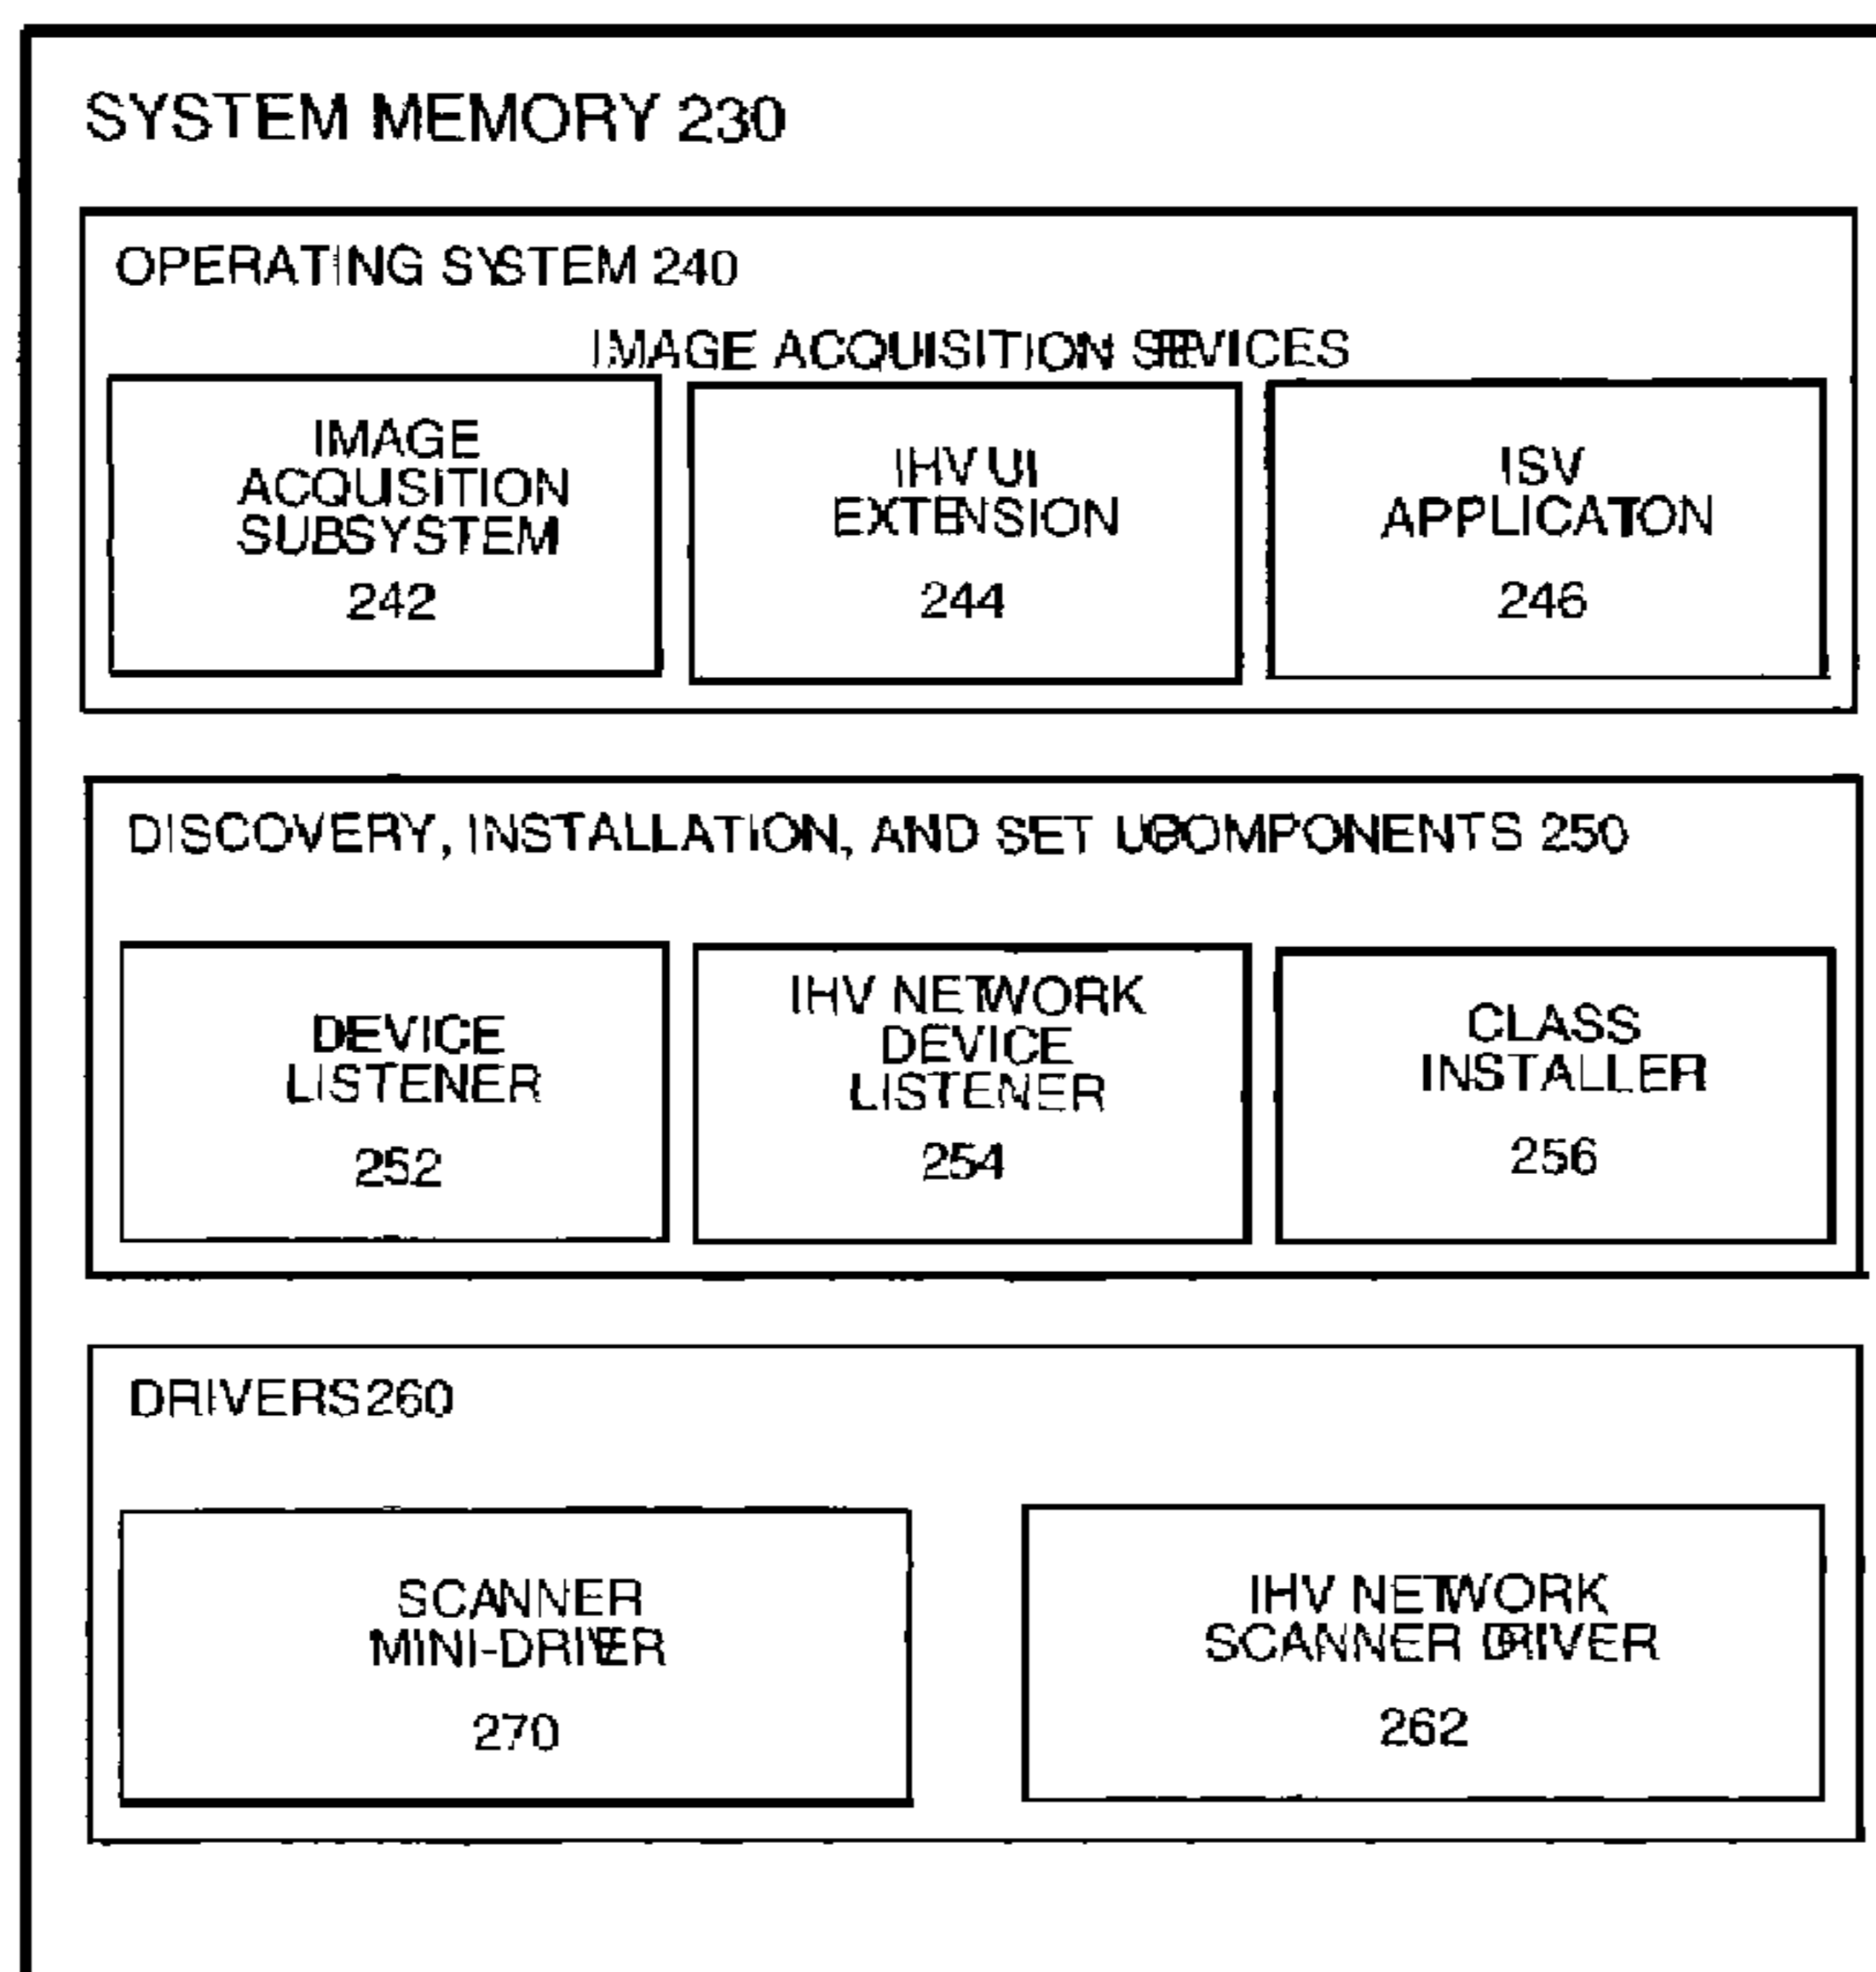 SYSTEM MEMORY 230
OPERATING SYSTEM 240
IMAGE ACQUISITION SERVICES
IMAGE
ACQUSITION
SUBSYSTEM
242
IHV UI
EXTENSION
244
ISV
APPLICATON
246
DISCOVERY, INSTALLATION, AND SET UP COMPONENTS 250
DEVICE
LISTENER
252
IHV NETWORK
DEVICE
LISTENER
254
CLASS
INSTALLER
256
DRIVERS 260
SCANNER
MINI-DRIVER
270
IHV NETWORK
SCANNER DRIVER
262